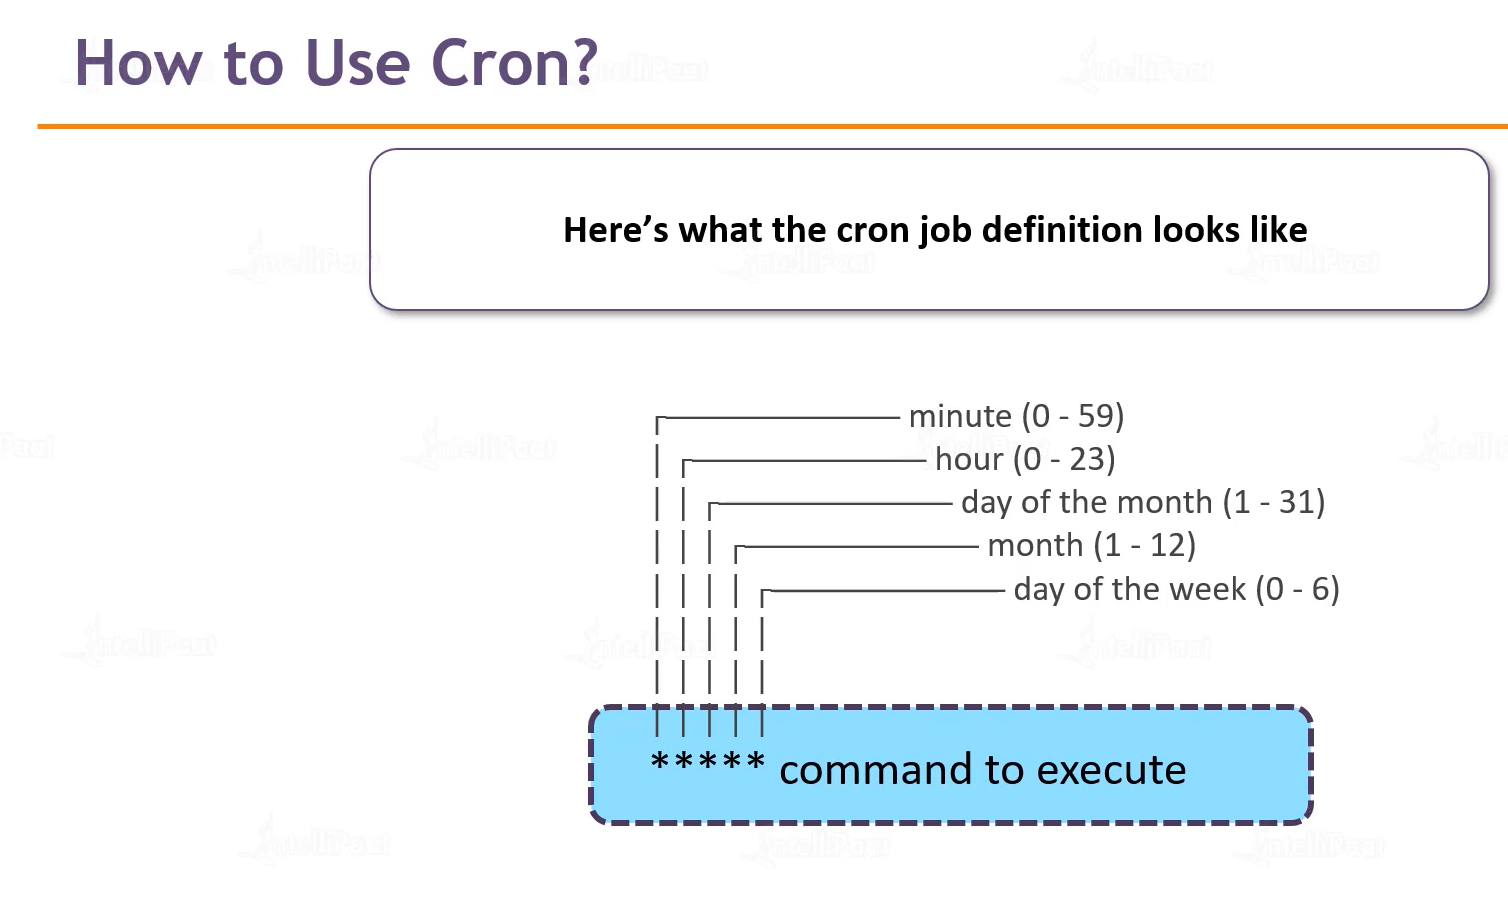 How to Use Cron?
Here’s what the cron job definition looks like
minute (0 - 59)
hour (0 - 23)
day of the month (1 - 31)
month (1 - 12)
day of the week (0 - 6)
***** command to execute